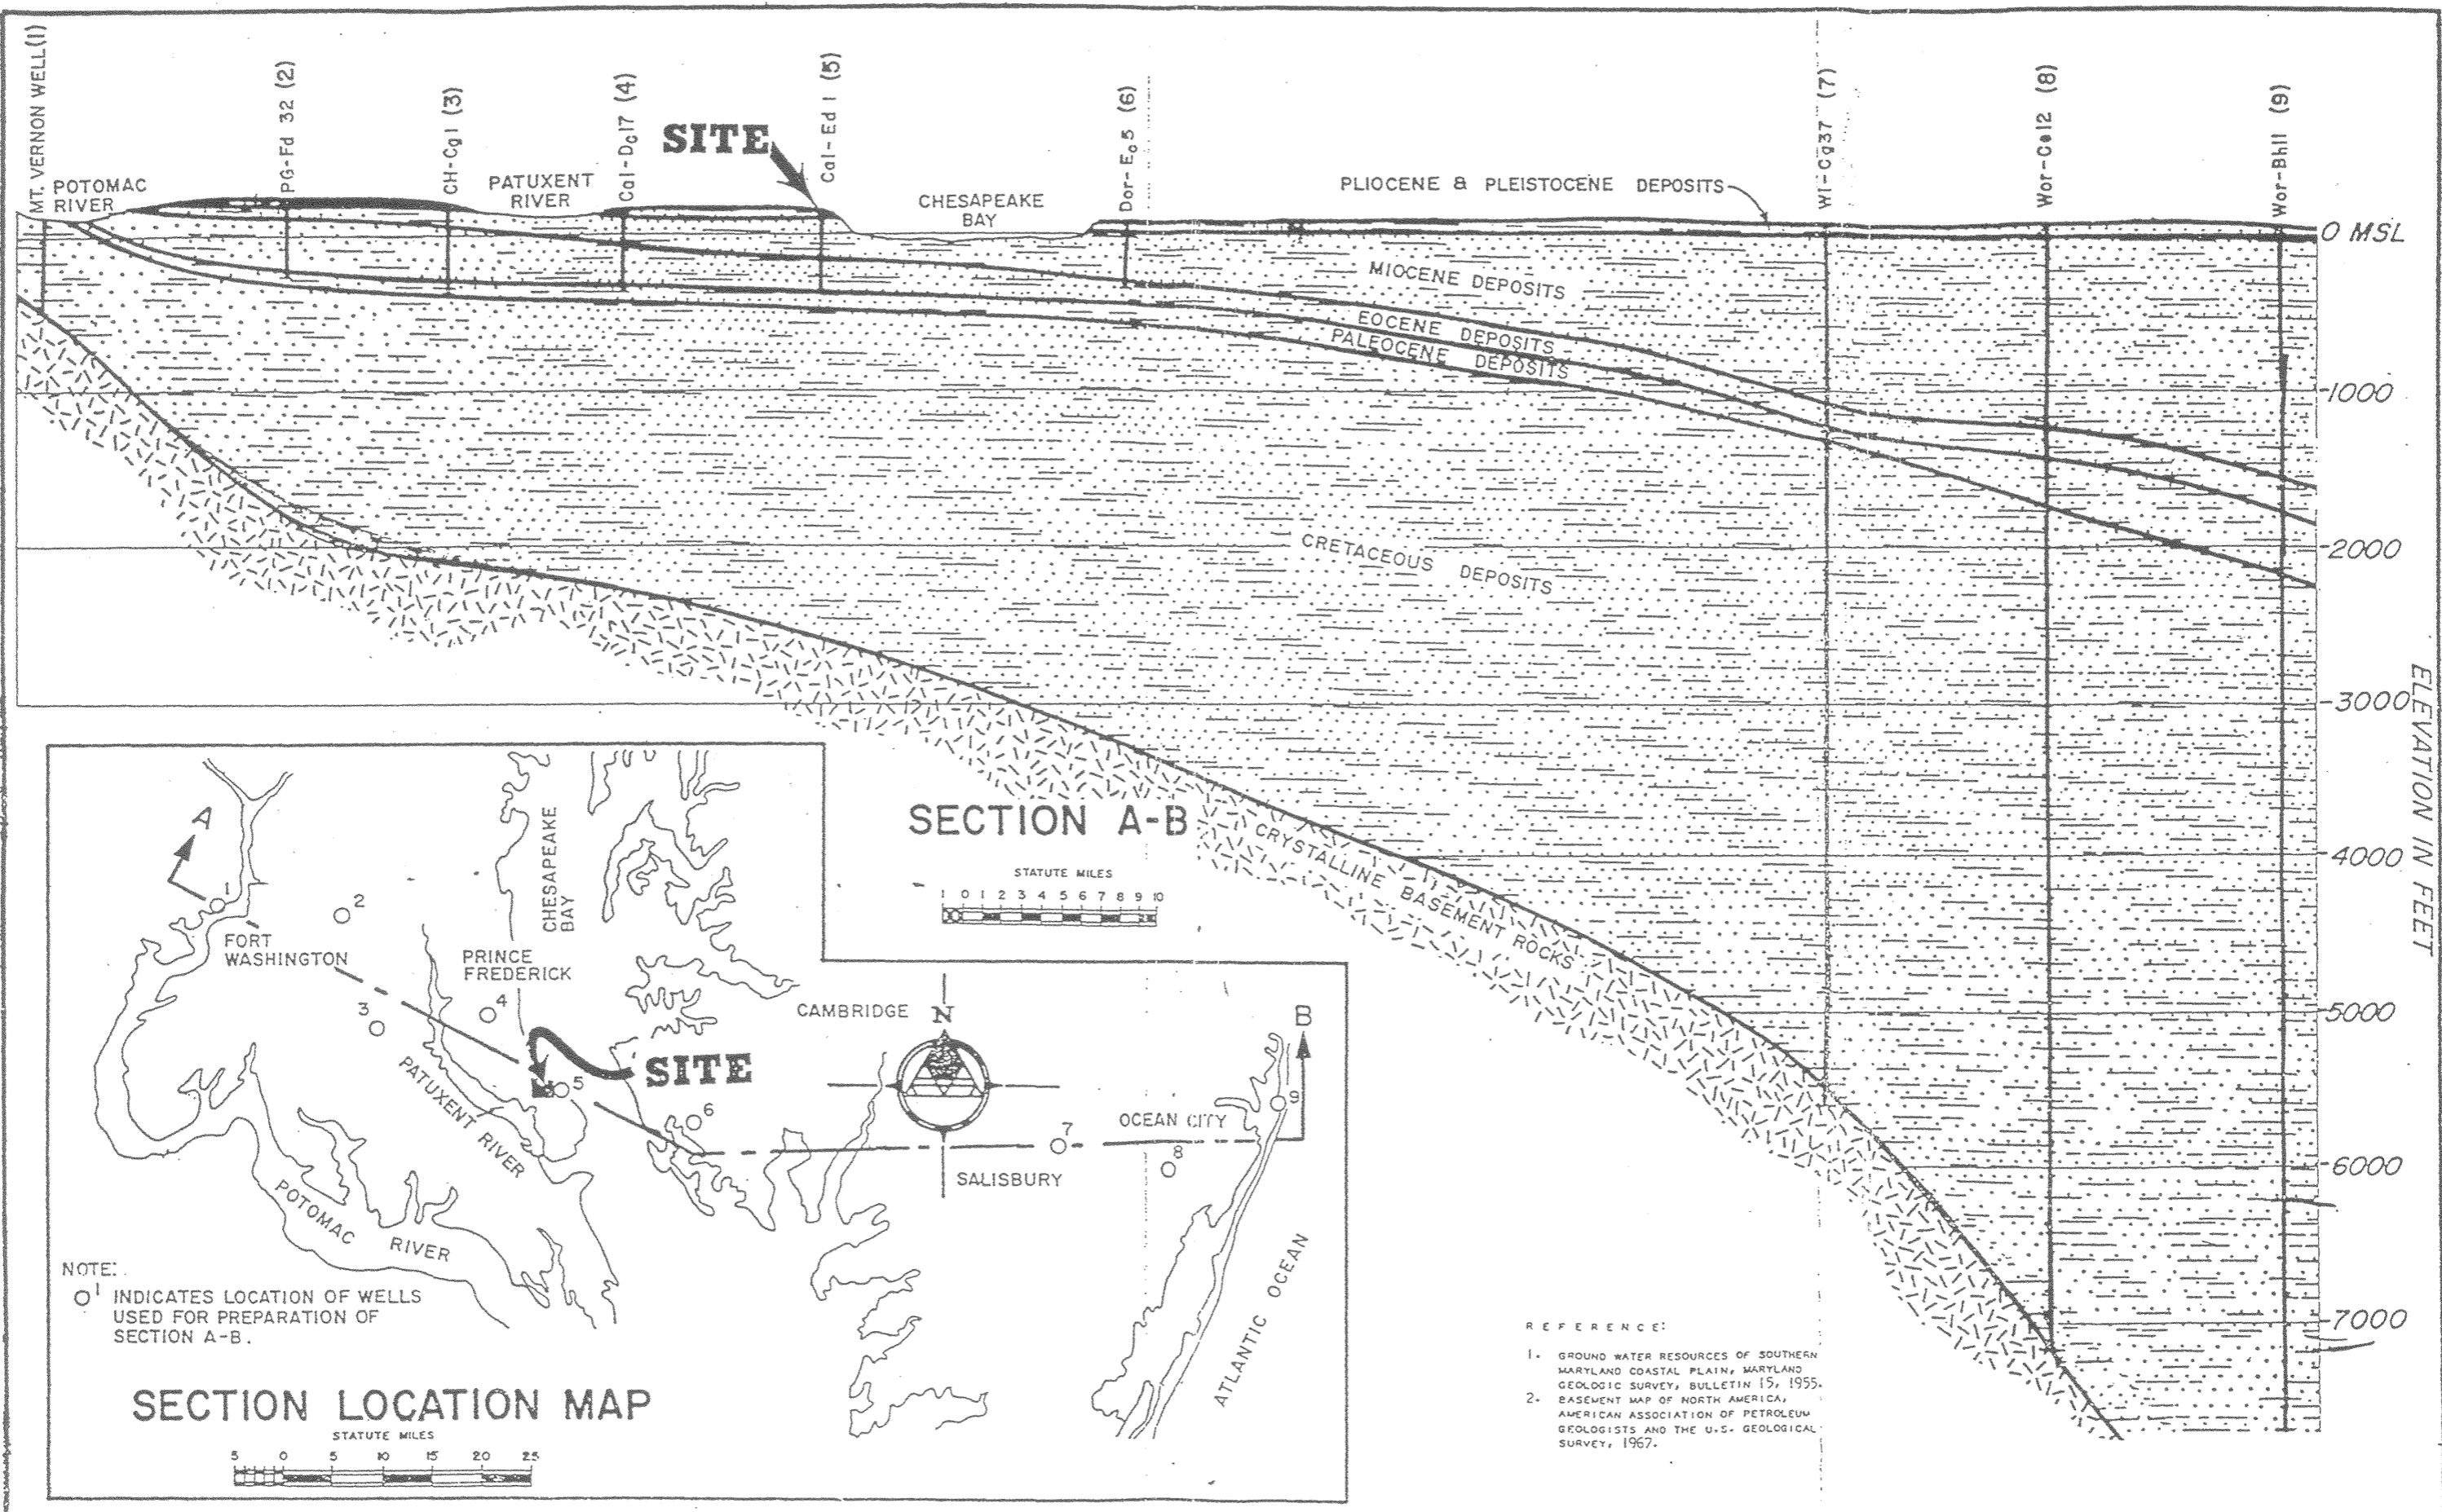 MT. VERNON WELL(1)
PG-Fd 32 (2)
CH-Cg1 (3)
Cal-Dc17 (4)
Cal-Ed 1 (5)
Dor-Ec5 (6)
WI-Cg37 (7)
Wor-Ce12 (8)
Wor-Bh11 (9)
SITE
POTOMAC
RIVER
PATUXENT
RIVER
CHESAPEAKE
BAY
PLIOCENE & PLEISTOCENE DEPOSITS
0 MSL
MIOCENE DEPOSITS
EOCENE DEPOSITS
PALEOCENE DEPOSITS
-1000
CRETACEOUS DEPOSITS
-2000
-3000
-4000
-5000
-6000
-7000
ELEVATION IN FEET
CRYSTALLINE BASEMENT ROCKS
SECTION A-B
STATUTE MILES
1 0 1 2 3 4 5 6 7 8 9 10
A
1
2
CHESAPEAKE
BAY
FORT
WASHINGTON
PRINCE
FREDERICK
3
4
CAMBRIDGE
N
B
SITE
5
PATUXENT RIVER
6
9
OCEAN CITY
7
8
SALISBURY
POTOMAC RIVER
ATLANTIC OCEAN
NOTE:
1 INDICATES LOCATION OF WELLS
USED FOR PREPARATION OF
SECTION A-B.
SECTION LOCATION MAP
STATUTE MILES
5 0 5 10 15 20 25
REFERENCE:
1. GROUND WATER RESOURCES OF SOUTHERN
MARYLAND COASTAL PLAIN, MARYLAND
GEOLOGIC SURVEY, BULLETIN 15, 1955.
2. BASEMENT MAP OF NORTH AMERICA,
AMERICAN ASSOCIATION OF PETROLEUM
GEOLOGISTS AND THE U.S. GEOLOGICAL
SURVEY, 1967.